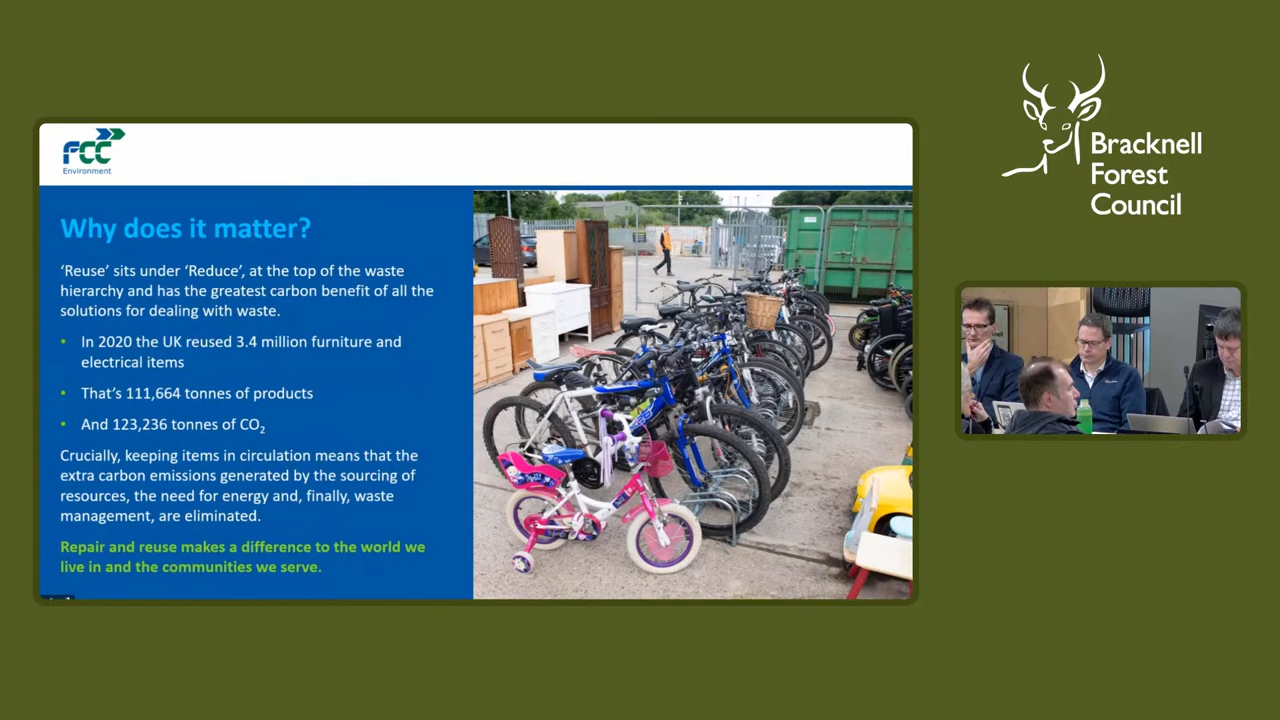 FCC
Environment
Why does it matter?
‘Reuse’ sits under ‘Reduce’, at the top of the waste
hierarchy and has the greatest carbon benefit of all the
solutions for dealing with waste.
• In 2020 the UK reused 3.4 million furniture and
electrical items
• That's 111,664 tonnes of products
• And 123,236 tonnes of CO₂
Crucially, keeping items in circulation means that the
extra carbon emissions generated by the sourcing of
resources, the need for energy and, finally, waste
management, are eliminated.
Repair and reuse makes a difference to the world we
live in and the communities we serve.
Bracknell
Forest
Council